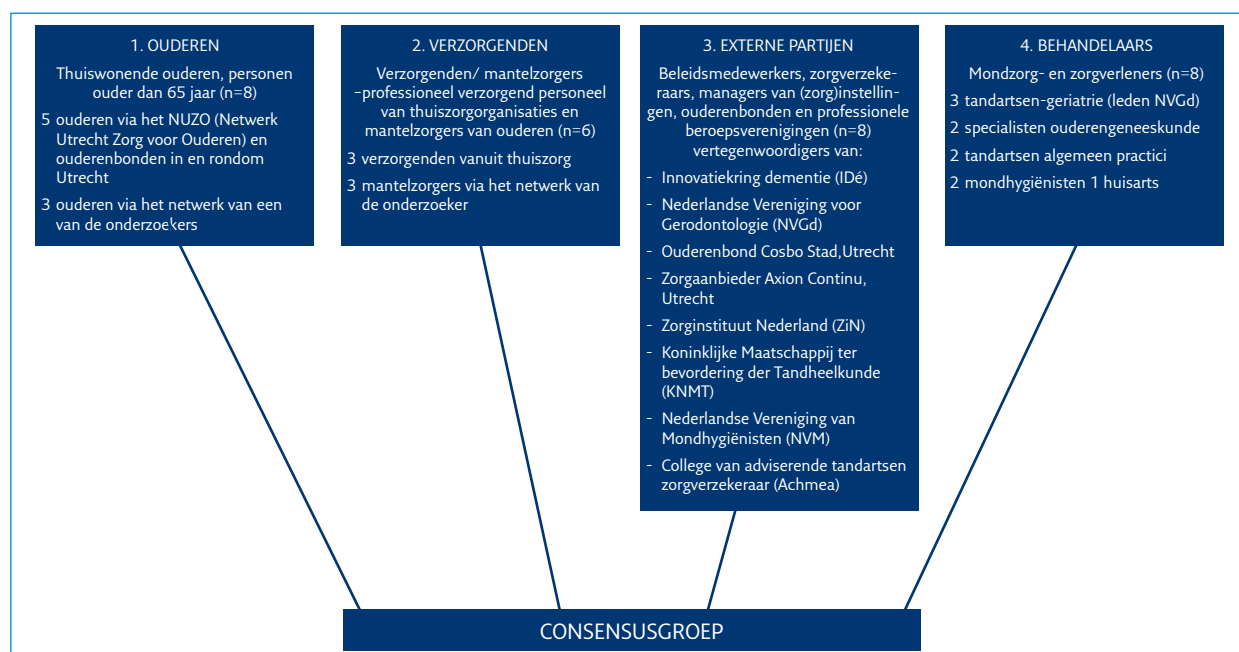 1. OUDEREN
Thuiswonende ouderen, personen
ouder dan 65 jaar (n=8)
5 ouderen via het NUZO (Netwerk
Utrecht Zorg voor Ouderen) en
ouderenbonden in en rondom
Utrecht
3 ouderen via het netwerk van een
van de onderzoekers
2. VERZORGENDEN
Verzorgenden/ mantelzorgers
–professioneel verzorgend personeel
van thuiszorgorganisaties en
mantelzorgers van ouderen (n=6)
3 verzorgenden vanuit thuiszorg
3 mantelzorgers via het netwerk van
de onderzoeker
3. EXTERNE PARTIJEN
Beleidsmedewerkers, zorgverzeke-
raars, managers van (zorg)instellin-
gen, ouderenbonden en professionele
beroepsverenigingen (n=8)
vertegenwoordigers van:
- Innovatiekring dementie (IDé)
- Nederlandse Vereniging voor
Gerodontologie (NVGd)
- Ouderenbond Cosbo Stad,Utrecht
- Zorgaanbieder Axion Continu,
Utrecht
- Zorginstituut Nederland (ZiN)
- Koninklijke Maatschappij ter
bevordering der Tandheelkunde
(KNMT)
- Nederlandse Vereniging van
Mondhygiënisten (NVM)
- College van adviserende tandartsen
zorgverzekeraar (Achmea)
4. BEHANDELAARS
Mondzorg- en zorgverleners (n=8)
3 tandartsen-geriatrie (leden NVGd)
2 specialisten ouderengeneeskunde
2 tandartsen algemeen practici
2 mondhygiënisten 1 huisarts
CONSENSUSGROEP